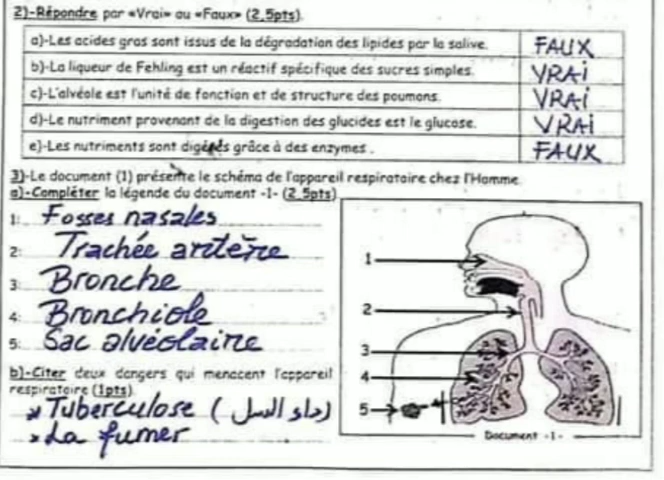 2)-Répondre par «Vrai» ou «Faux» (2,5pts).
a)-Les acides gras sont issus de la dégradation des lipides par la salive. FAUX
b)-La liqueur de Fehling est un réactif spécifique des sucres simples. VRAi
c)-L'alvéole est l'unité de fonction et de structure des poumons. VRAi
d)-Le nutriment provenant de la digestion des glucides est le glucose. VRAi
e)-Les nutriments sont digérés grâce à des enzymes . FAUX
3)-Le document (1) présente le schéma de l'appareil respiratoire chez l'Homme
a)-Compléter la légende du document -1- (2,5pts)
1: Fosses nasales
2: Trachée artère
3: Bronche
4: Bronchiole
5: Sac alvéolaire
b)-Citer deux dangers qui menacent l'appareil
respiratoire (1pts)
* Tuberculose (داء السل)
* La fumer
1
2
3
4
5
Document -1-